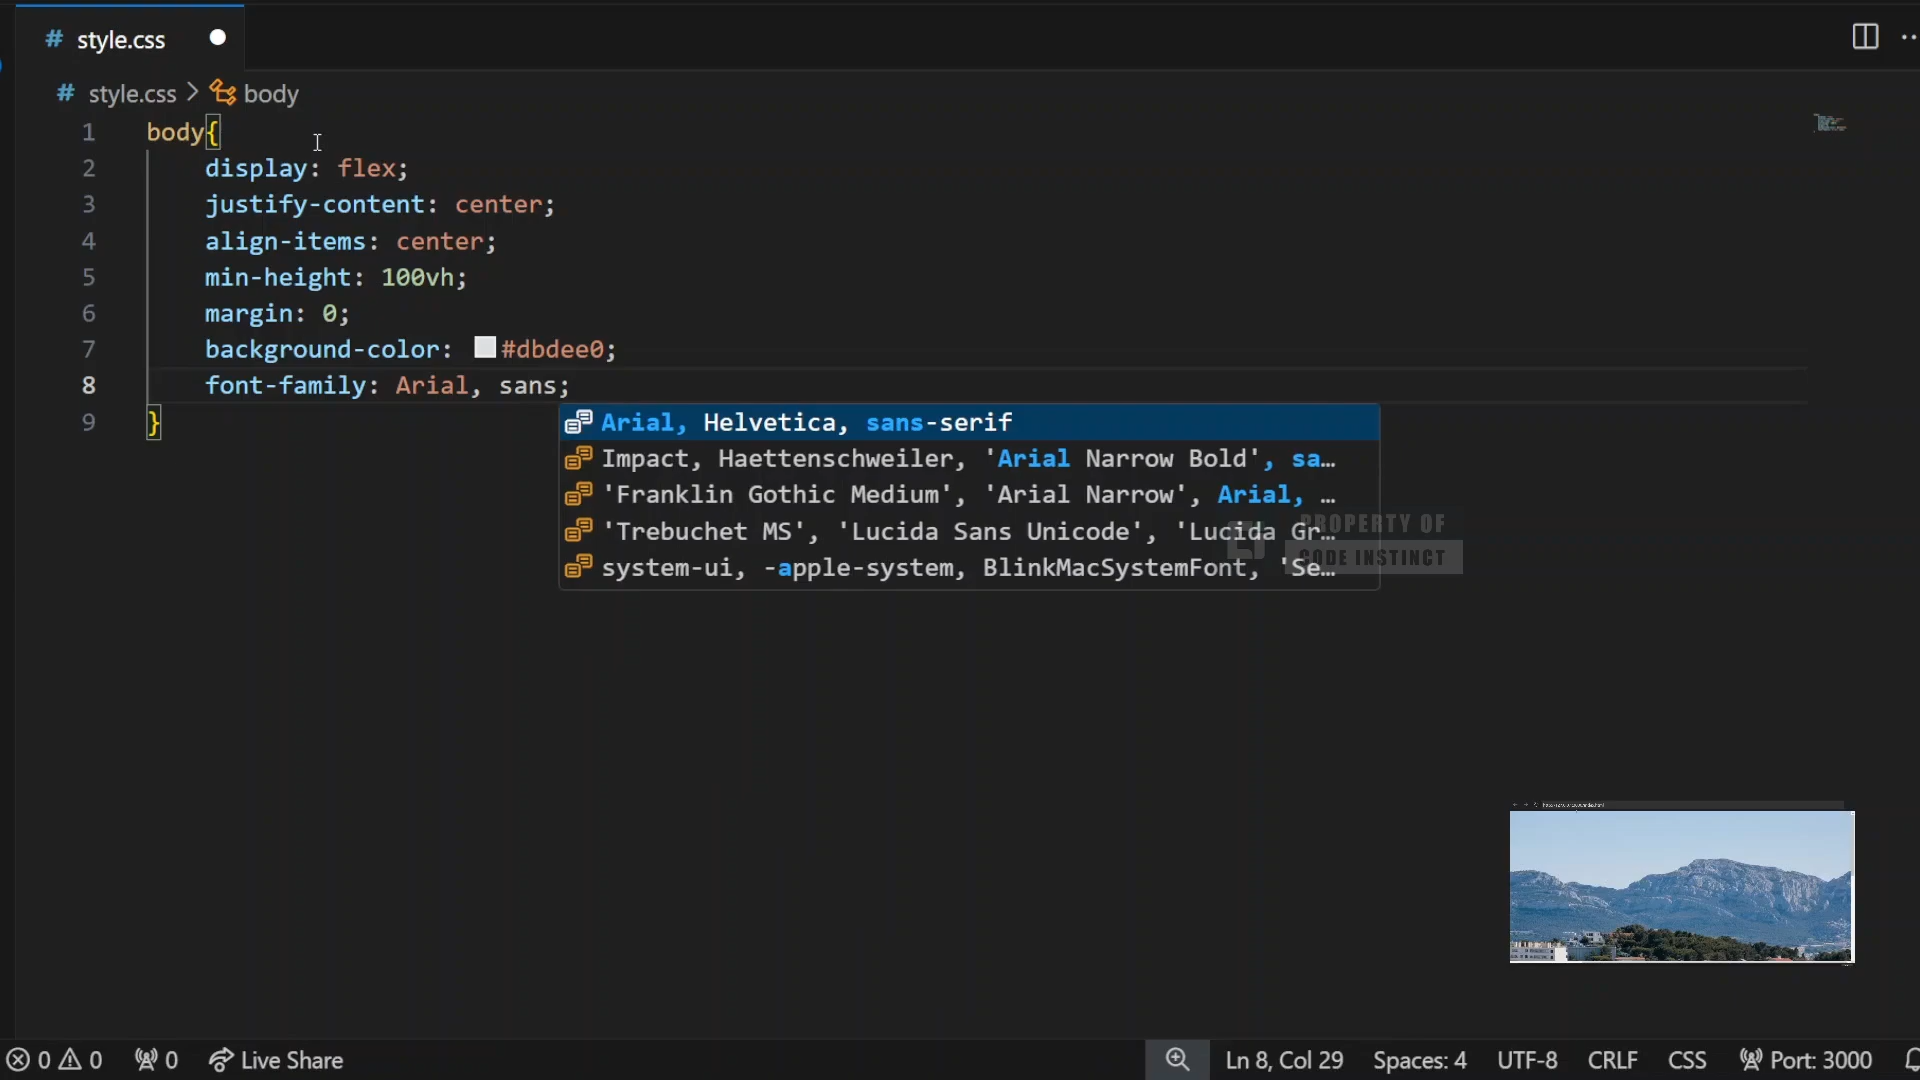 # style.css
# style.css > body
1 body{
2 display: flex;
3 justify-content: center;
4 align-items: center;
5 min-height: 100vh;
6 margin: 0;
7 background-color: #dbdee0;
8 font-family: Arial, sans;
9 }
Arial, Helvetica, sans-serif
Impact, Haettenschweiler, 'Arial Narrow Bold', sa…
'Franklin Gothic Medium', 'Arial Narrow', Arial, …
'Trebuchet MS', 'Lucida Sans Unicode', 'Lucida Gr…
system-ui, -apple-system, BlinkMacSystemFont, 'Se…
PROPERTY OF
CODE INSTINCT
0 0 0 Live Share Ln 8, Col 29 Spaces: 4 UTF-8 CRLF CSS Port: 3000